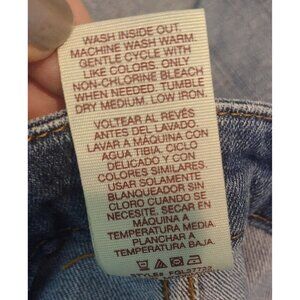 WASH INSIDE OUT.
MACHINE WASH WARM.
GENTLE CYCLE WITH
LIKE COLORS. ONLY
NON-CHLORINE BLEACH
WHEN NEEDED. TUMBLE
DRY MEDIUM. LOW IRON.
VOLTEAR AL REVÉS
ANTES DEL LAVADO
LAVAR A MÁQUINA CON
AGUA TIBIA, CICLO
DELICADO Y CON
COLORES SIMILARES.
USAR SOLAMENTE
BLANQUEADOR SIN
CLORO CUANDO SE
NECESITE. SECAR EN
MÁQUINA A
TEMPERATURA MEDIA.
PLANCHAR A
TEMPERATURA BAJA.